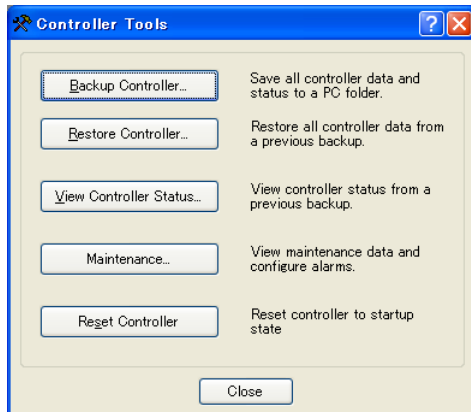 Controller Tools
Backup Controller...
Save all controller data and
status to a PC folder.
Restore Controller...
Restore all controller data from
a previous backup.
View Controller Status...
View controller status from a
previous backup.
Maintenance...
View maintenance data and
configure alarms.
Reset Controller
Reset controller to startup
state
Close